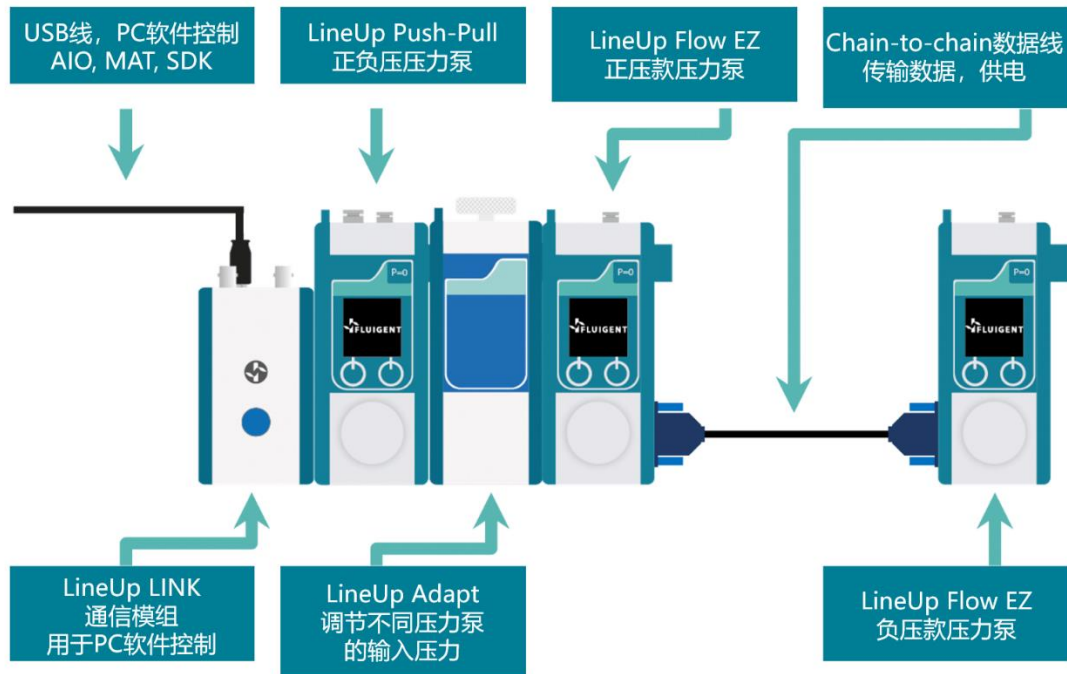 USB线，PC软件控制
AIO, MAT, SDK
LineUp Push-Pull
正负压压力泵
LineUp Flow EZ
正压款压力泵
Chain-to-chain数据线
传输数据，供电
P=0
FLUIGENT
P=0
FLUIGENT
P=0
FLUIGENT
LineUp LINK
通信模组
用于PC软件控制
LineUp Adapt
调节不同压力泵
的输入压力
LineUp Flow EZ
负压款压力泵